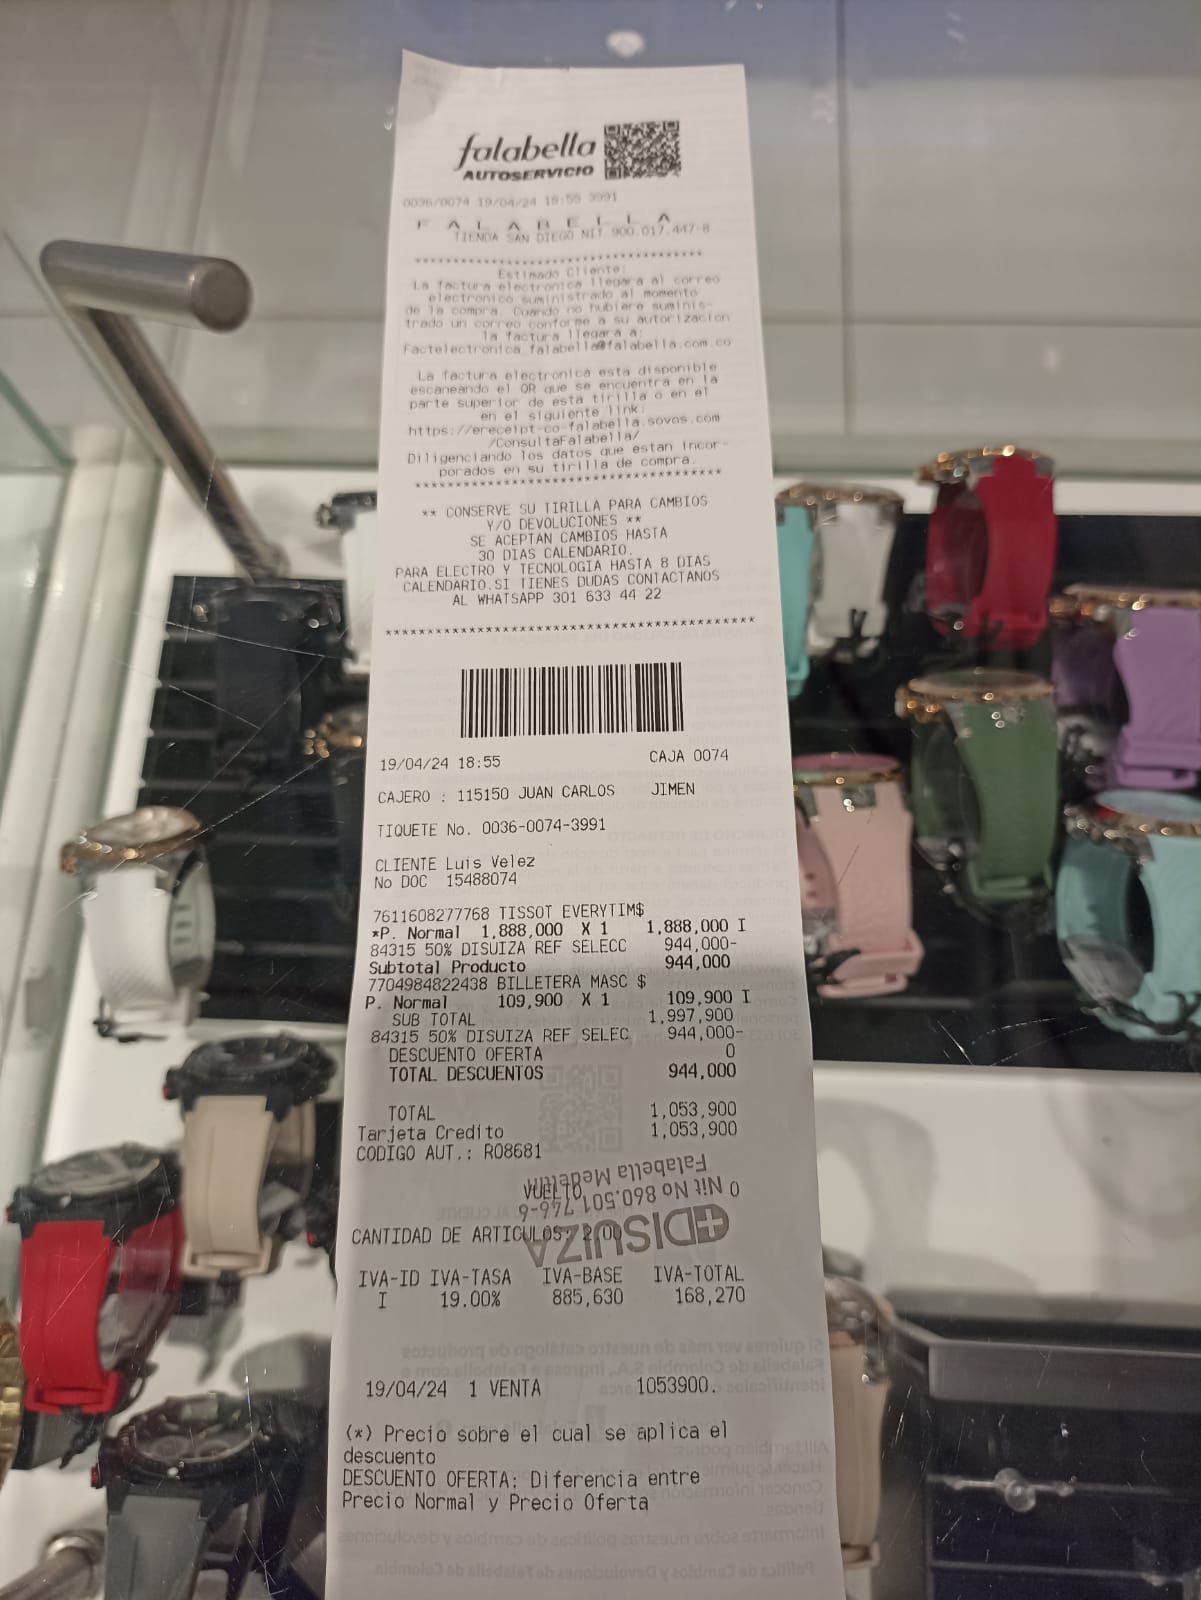 falabella
AUTOSERVICIO
0036/0074 19/04/24 18:55 3991
F A L A B E L L A
TIENDA SAN DIEGO NIT 900.017.447-8
****************************************
Estimado Cliente:
La factura electronica llegara al correo
electronico suministrado al momento
de la compra. Cuando no hubiere suminis-
trado un correo conforme a su autorizacion
la factura llegara a:
Factelectronica_falabella@falabella.com.co
La factura electronica esta disponible
escaneando el QR que se encuentra en la
parte superior de esta tirilla o en el
en el siguiente link:
https://ereceipt-co-falabella.sovos.com
/ConsultaFalabella/
Diligenciando los datos que estan incor-
porados en su tirilla de compra.
****************************************
** CONSERVE SU TIRILLA PARA CAMBIOS
Y/O DEVOLUCIONES **
SE ACEPTAN CAMBIOS HASTA
30 DIAS CALENDARIO.
PARA ELECTRO Y TECNOLOGIA HASTA 8 DIAS
CALENDARIO.SI TIENES DUDAS CONTACTANOS
AL WHATSAPP 301 633 44 22
********************************************
19/04/24 18:55 CAJA 0074
CAJERO : 115150 JUAN CARLOS JIMEN
TIQUETE No. 0036-0074-3991
CLIENTE Luis Velez
No DOC 15488074
7611608277768 TISSOT EVERYTIM$
*P. Normal 1,888,000 X 1 1,888,000 I
84315 50% DISUIZA REF SELECC 944,000-
Subtotal Producto 944,000
7704984822438 BILLETERA MASC $
P. Normal 109,900 X 1 109,900 I
SUB TOTAL 1,997,900
84315 50% DISUIZA REF SELEC 944,000-
DESCUENTO OFERTA 0
TOTAL DESCUENTOS 944,000
TOTAL 1,053,900
Tarjeta Credito 1,053,900
CODIGO AUT.: R08681
Falabella Medellín
VUELTO 0
Nit No 860.501.746-6
DISUIZA
CANTIDAD DE ARTICULOS: 2.00
IVA-ID IVA-TASA IVA-BASE IVA-TOTAL
I 19.00% 885,630 168,270
19/04/24 1 VENTA 1053900.
(*) Precio sobre el cual se aplica el
descuento
DESCUENTO OFERTA: Diferencia entre
Precio Normal y Precio Oferta